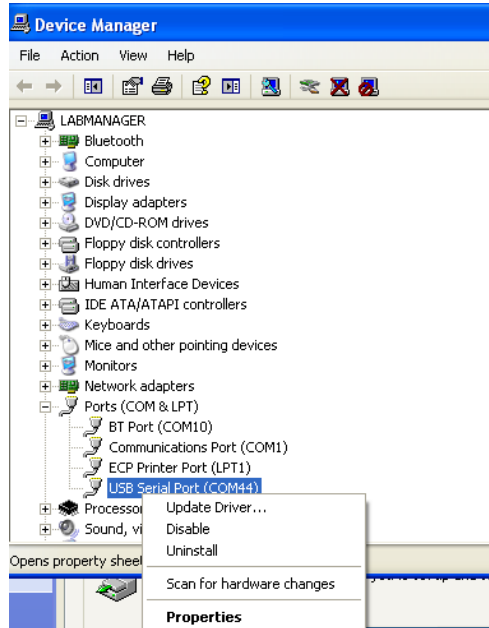 Device Manager
File Action View Help
LABMANAGER
Bluetooth
Computer
Disk drives
Display adapters
DVD/CD-ROM drives
Floppy disk controllers
Floppy disk drives
Human Interface Devices
IDE ATA/ATAPI controllers
Keyboards
Mice and other pointing devices
Monitors
Network adapters
Ports (COM & LPT)
BT Port (COM10)
Communications Port (COM1)
ECP Printer Port (LPT1)
USB Serial Port (COM44)
Processo
Update Driver...
Disable
Sound, vi
Uninstall
Opens property sheet
Scan for hardware changes
Properties